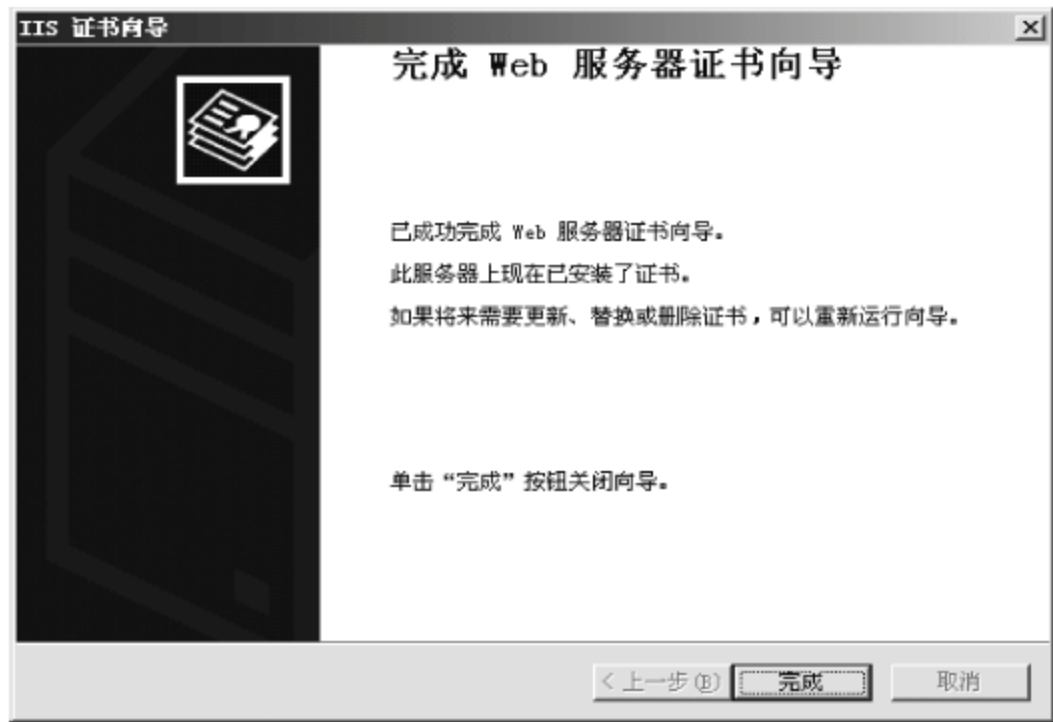 IIS 证书向导
完成 Web 服务器证书向导
已成功完成 Web 服务器证书向导。
此服务器上现在已安装了证书。
如果将来需要更新、替换或删除证书，可以重新运行向导。
单击“完成”按钮关闭向导。
< 上一步(B) 完成 取消